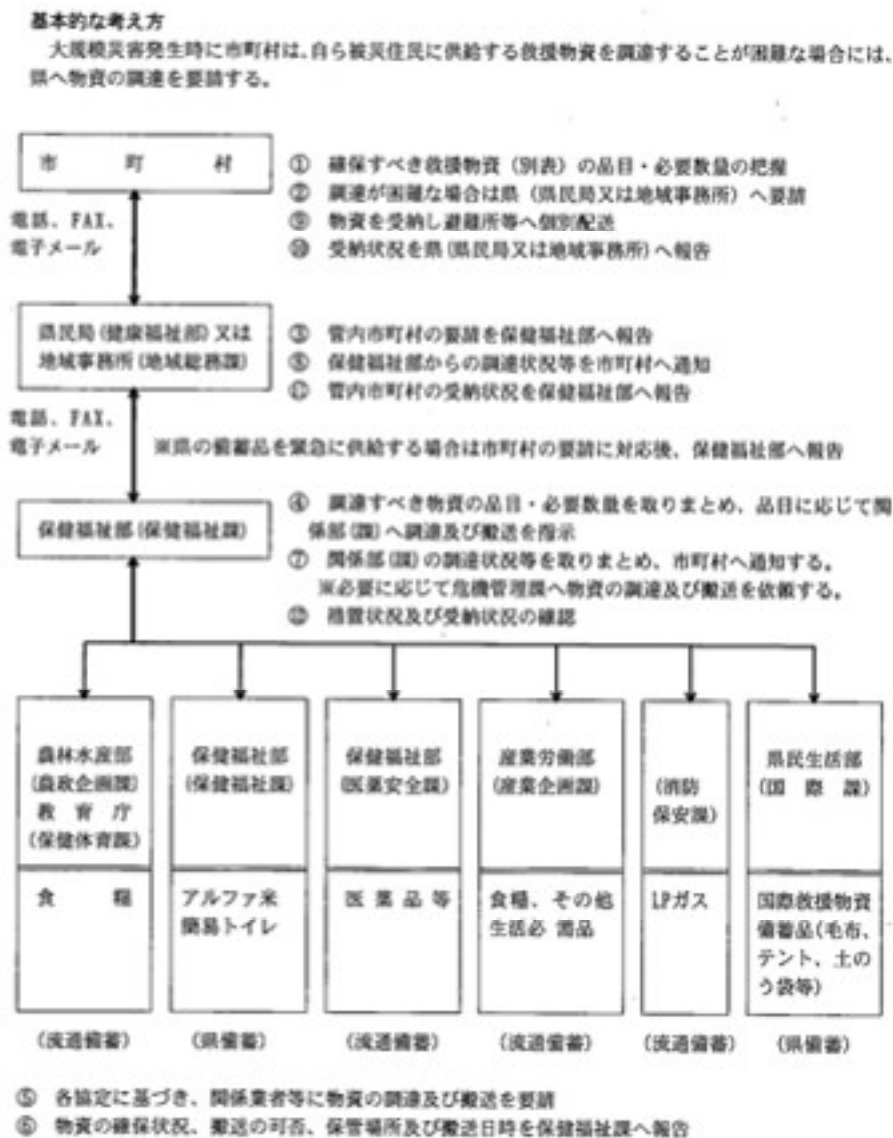 基本的な考え方
大規模災害発生時に市町村は、自ら被災住民に供給する救援物資を調達することが困難な場合には、
県へ物資の調達を要請する。
市町村
① 確保すべき救援物資（別表）の品目・必要数量の把握
② 調達が困難な場合は県（県民局又は地域事務所）へ要請
⑨ 物資を受納し避難所等へ個別配送
⑩ 受納状況を県(県民局又は地域事務所)へ報告
電話、FAX、
電子メール
県民局(健康福祉部)又は
地域事務所(地域総務課)
③ 管内市町村の要請を保健福祉部へ報告
⑧ 保健福祉部からの調達状況等を市町村へ通知
⑪ 管内市町村の受納状況を保健福祉部へ報告
電話、FAX、
電子メール
※県の備蓄品を緊急に供給する場合は市町村の要請に対応後、保健福祉部へ報告
保健福祉部(保健福祉課)
④ 調達すべき物資の品目・必要数量を取りまとめ、品目に応じて関
係部(課)へ調達及び搬送を指示
⑦ 関係部(課)の調達状況等を取りまとめ、市町村へ通知する。
※必要に応じて危機管理課へ物資の調達及び搬送を依頼する。
⑫ 措置状況及び受納状況の確認
農林水産部
(農政企画課)
教育庁
(保健体育課)
食糧
(流通備蓄)
保健福祉部
(保健福祉課)
アルファ米
簡易トイレ
(県備蓄)
保健福祉部
(医薬安全課)
医薬品等
(流通備蓄)
産業労働部
(産業企画課)
食糧、その他
生活必需品
(流通備蓄)
(消防
保安課)
LPガス
(流通備蓄)
県民生活部
(国際課)
国際救援物資
備蓄品(毛布、
テント、土の
う袋等)
(県備蓄)
⑤ 各協定に基づき、関係業者等に物資の調達及び搬送を要請
⑥ 物資の確保状況、搬送の可否、保管場所及び搬送日時を保健福祉課へ報告